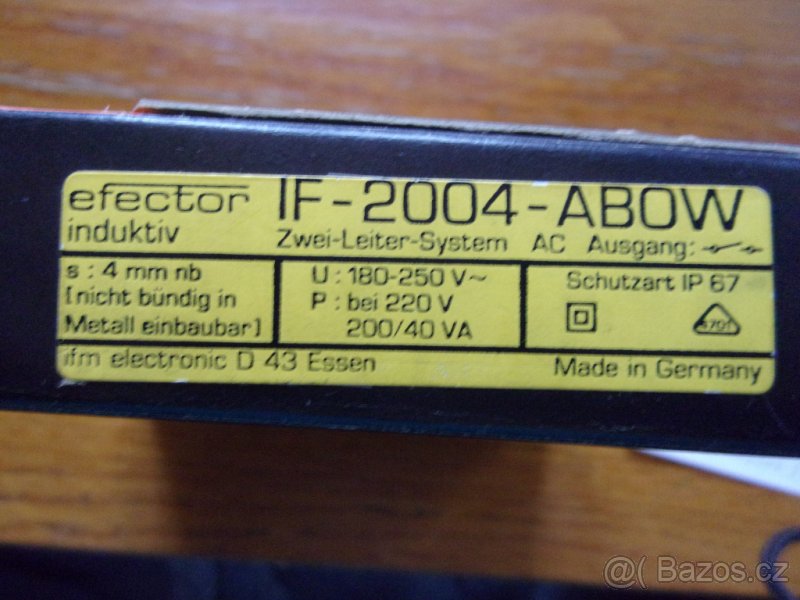 efector IF-2004-ABOW
induktiv Zwei-Leiter-System AC Ausgang:
s : 4 mm nb
[nicht bündig in
Metall einbaubar]
U : 180-250 V~
P : bei 220 V
200/40 VA
Schutzart IP 67
4701
ifm electronic D 43 Essen Made in Germany
@( Bazos.cz